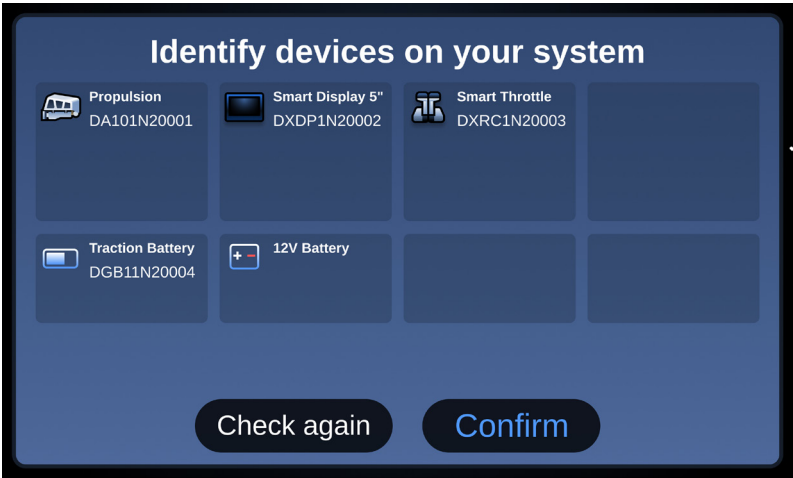 Identify devices on your system
Propulsion
DA101N20001
Smart Display 5"
DXDP1N20002
Smart Throttle
DXRC1N20003
Traction Battery
DGB11N20004
12V Battery
Check again
Confirm